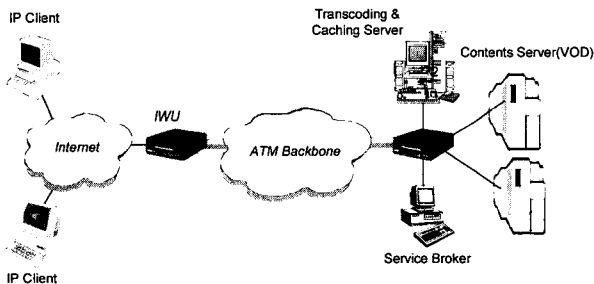 IP Client
Transcoding &
Caching Server
Contents Server(VOD)
IWU
Internet
ATM Backbone
IP Client
Service Broker